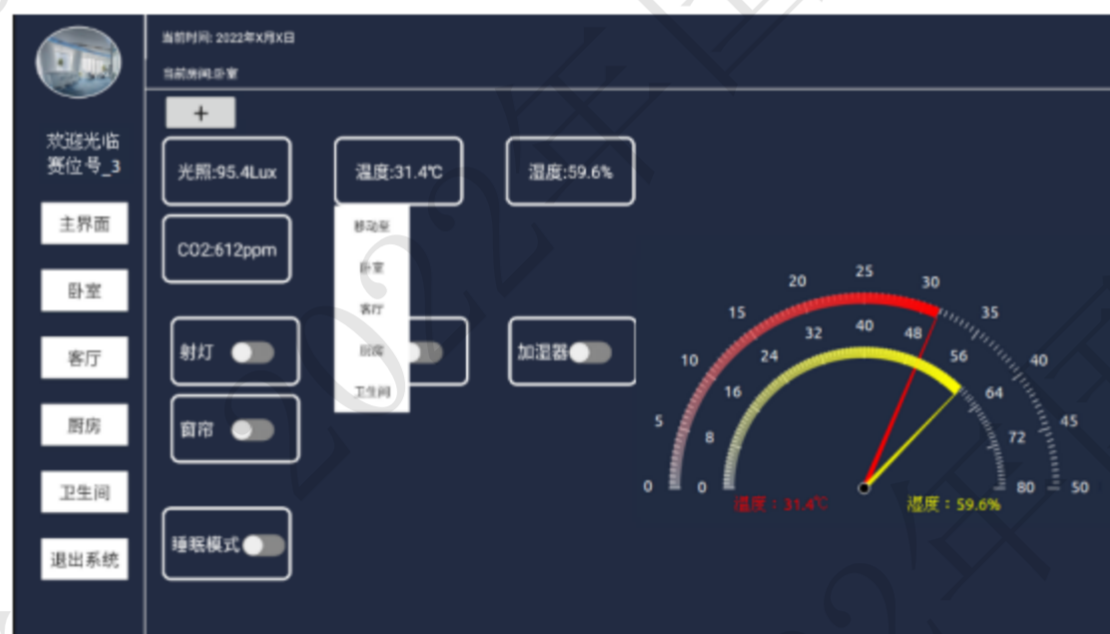 当前时间: 2022年X月X日
当前房间:卧室
欢迎光临
赛位号_3
主界面
卧室
客厅
厨房
卫生间
退出系统
+
光照:95.4Lux
温度:31.4℃
湿度:59.6%
CO2:612ppm
移动至
卧室
客厅
厨房
卫生间
射灯
加湿器
窗帘
睡眠模式
0
5
10
15
20
25
30
35
40
45
50
0
8
16
24
32
40
48
56
64
72
80
温度：31.4℃
湿度：59.6%
2022年